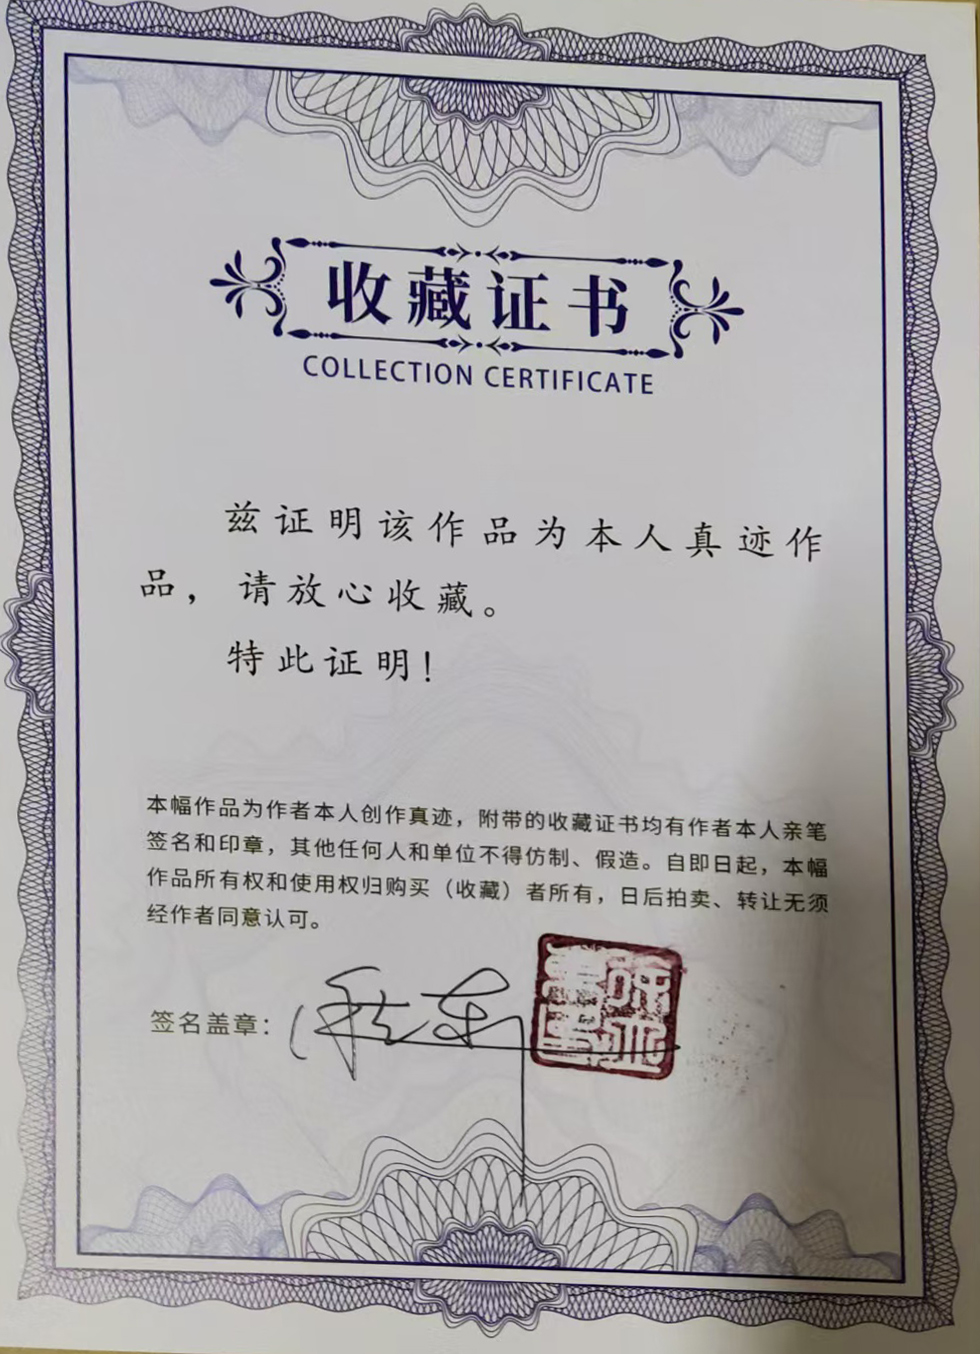 收藏证书
COLLECTION CERTIFICATE
兹证明该作品为本人真迹作
品，请放心收藏。
特此证明！
本幅作品为作者本人创作真迹，附带的收藏证书均有作者本人亲笔
签名和印章，其他任何人和单位不得仿制、假造。自即日起，本幅
作品所有权和使用权归购买（收藏）者所有，日后拍卖、转让无须
经作者同意认可。
签名盖章：